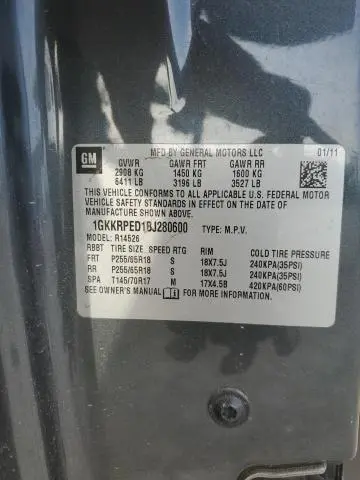 MFD BY GENERAL MOTORS LLC 01/11
GM
GVWR GAWR FRT GAWR RR
2908 KG 1450 KG 1600 KG
6411 LB 3196 LB 3527 LB
THIS VEHICLE CONFORMS TO ALL APPLICABLE U.S. FEDERAL MOTOR
VEHICLE SAFETY STANDARDS IN EFFECT ON THE DATE OF
MANUFACTURE SHOWN ABOVE.
1GKKRPED1BJ280600 TYPE: M.P.V.
MODEL: R14526
RBBT TIRE SIZE SPEED RTG RIM COLD TIRE PRESSURE
FRT P255/65R18 S 18X7.5J 240KPA(35PSI)
RR P255/65R18 S 18X7.5J 240KPA(35PSI)
SPA T145/70R17 M 17X4.5B 420KPA(60PSI)
SEE OWNER'S MANUAL FOR MORE INFORMATION